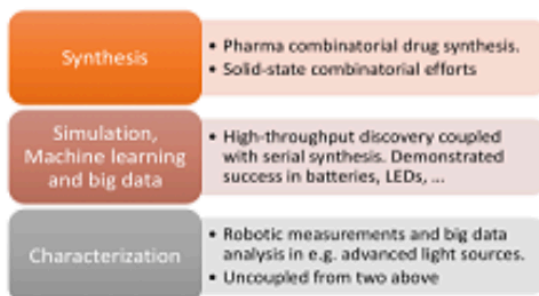 Synthesis
• Pharma combinatorial drug synthesis.
• Solid-state combinatorial efforts
Simulation,
Machine learning
and big data
• High-throughput discovery coupled
with serial synthesis. Demonstrated
success in batteries, LEDs, ...
Characterization
• Robotic measurements and big data
analysis in e.g. advanced light sources.
• Uncoupled from two above